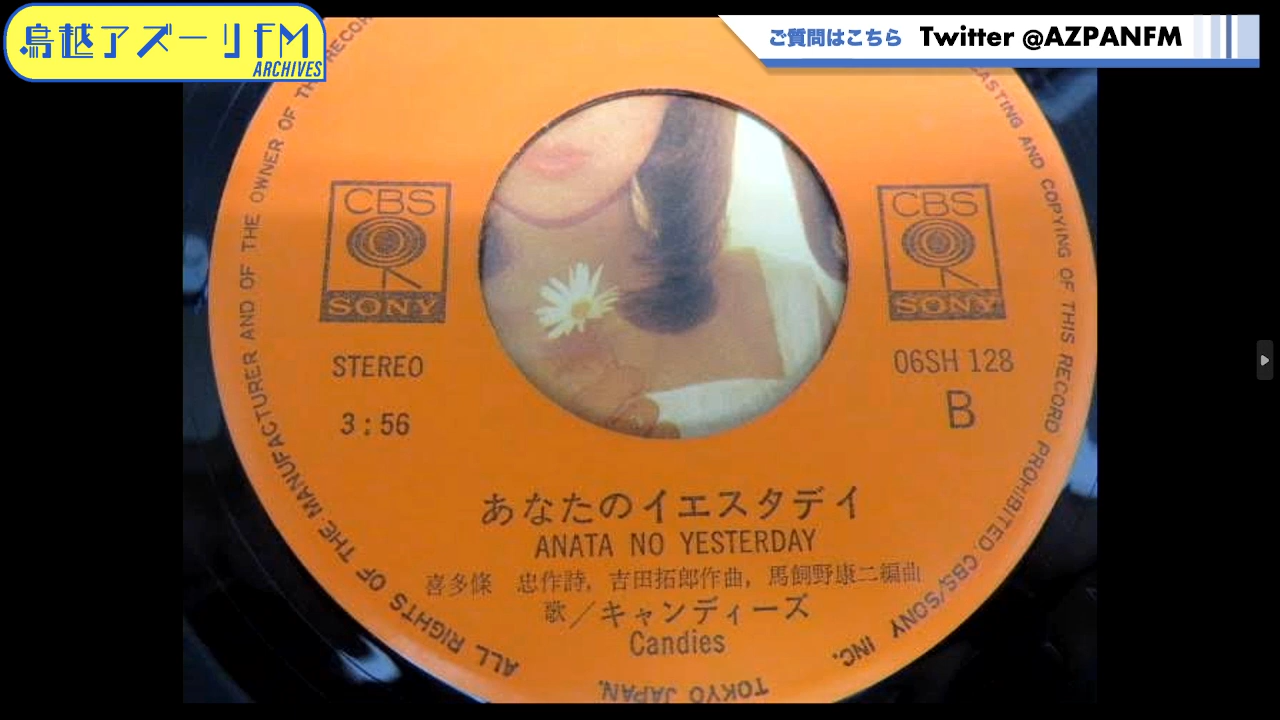 鳥越アズーリFM
ARCHIVES
ご質問はこちら Twitter @AZPANFM
ALL RIGHTS OF THE MANUFACTURER AND OF THE OWNER OF THE RECOR
CASTING AND COPYING OF THIS RECORD PROHIBITED CBS/SONY INC.
TOKYO JAPAN.
CBS
SONY
CBS
SONY
STEREO
06SH 128
3:56
B
あなたのイエスタデイ
ANATA NO YESTERDAY
喜多條 忠作詩, 吉田拓郎作曲, 馬飼野康二編曲
歌/キャンディーズ
Candies